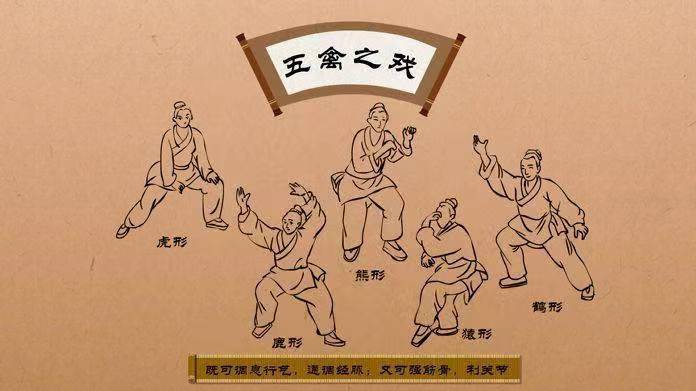 五禽之戏
虎形
熊形
鹿形
猿形
鹤形
既可调息行气，通调经脉；又可强筋骨，利关节